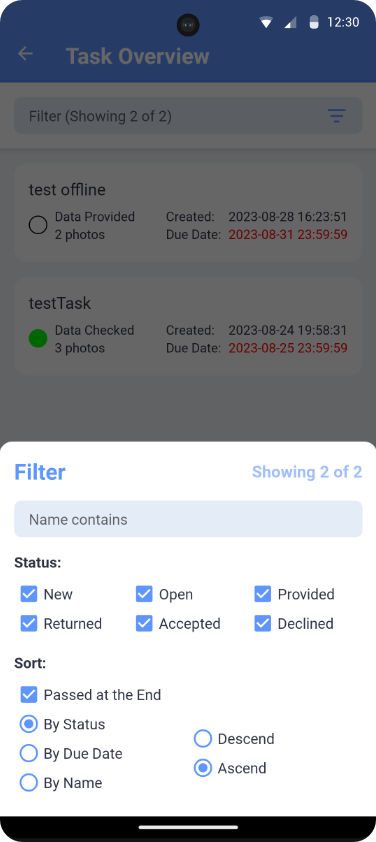 12:30
Task Overview
Filter (Showing 2 of 2)
test offline
Data Provided Created: 2023-08-28 16:23:51
2 photos Due Date: 2023-08-31 23:59:59
testTask
Data Checked Created: 2023-08-24 19:58:31
3 photos Due Date: 2023-08-25 23:59:59
Filter Showing 2 of 2
Name contains
Status:
New Open Provided
Returned Accepted Declined
Sort:
Passed at the End
By Status
Descend
By Due Date
Ascend
By Name